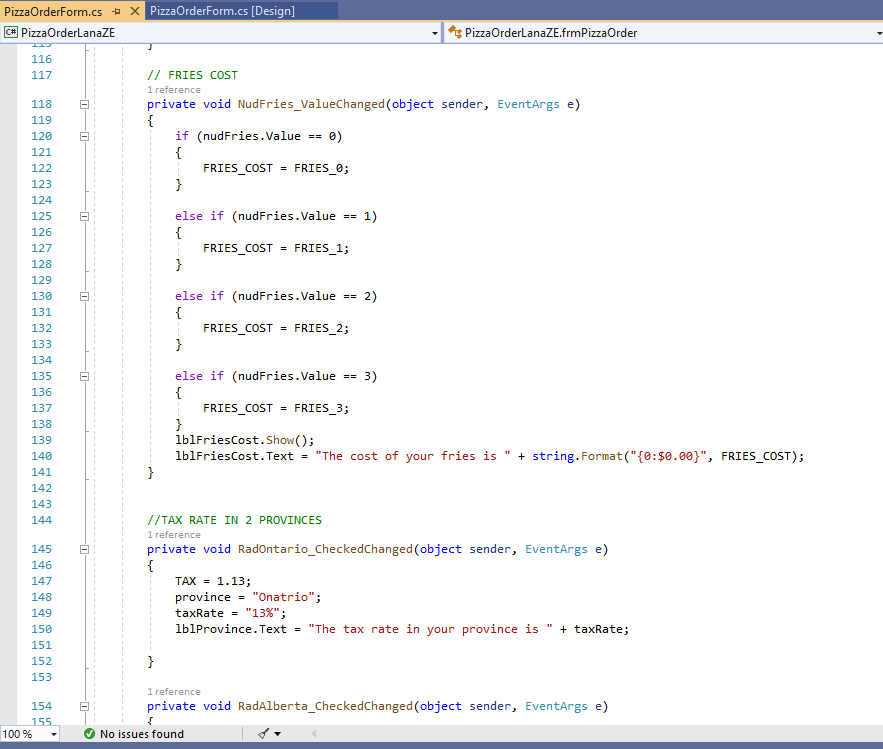 PizzaOrderForm.cs
PizzaOrderForm.cs [Design]
C# PizzaOrderLanaZE
PizzaOrderLanaZE.frmPizzaOrder
115 }
116
117 // FRIES COST
1 reference
118 private void NudFries_ValueChanged(object sender, EventArgs e)
119 {
120 if (nudFries.Value == 0)
121 {
122 FRIES_COST = FRIES_0;
123 }
124
125 else if (nudFries.Value == 1)
126 {
127 FRIES_COST = FRIES_1;
128 }
129
130 else if (nudFries.Value == 2)
131 {
132 FRIES_COST = FRIES_2;
133 }
134
135 else if (nudFries.Value == 3)
136 {
137 FRIES_COST = FRIES_3;
138 }
139 lblFriesCost.Show();
140 lblFriesCost.Text = "The cost of your fries is " + string.Format("{0:$0.00}", FRIES_COST);
141 }
142
143
144 //TAX RATE IN 2 PROVINCES
1 reference
145 private void RadOntario_CheckedChanged(object sender, EventArgs e)
146 {
147 TAX = 1.13;
148 province = "Onatrio";
149 taxRate = "13%";
150 lblProvince.Text = "The tax rate in your province is " + taxRate;
151
152 }
153
1 reference
154 private void RadAlberta_CheckedChanged(object sender, EventArgs e)
155 {
100 %
No issues found